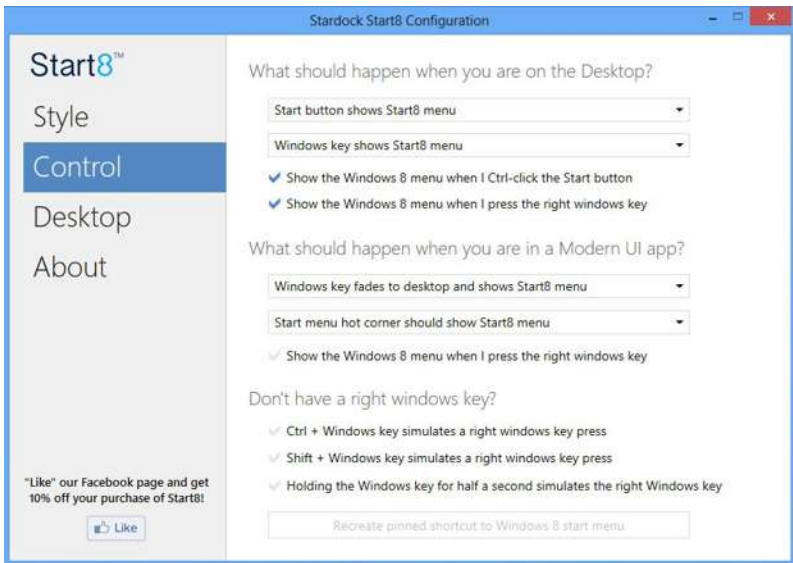 Stardock Start8 Configuration
Start8™
Style
Control
Desktop
About
"Like" our Facebook page and get
10% off your purchase of Start8!
Like
What should happen when you are on the Desktop?
Start button shows Start8 menu
Windows key shows Start8 menu
Show the Windows 8 menu when I Ctrl-click the Start button
Show the Windows 8 menu when I press the right windows key
What should happen when you are in a Modern UI app?
Windows key fades to desktop and shows Start8 menu
Start menu hot corner should show Start8 menu
Show the Windows 8 menu when I press the right windows key
Don't have a right windows key?
Ctrl + Windows key simulates a right windows key press
Shift + Windows key simulates a right windows key press
Holding the Windows key for half a second simulates the right Windows key
Recreate pinned shortcut to Windows 8 start menu